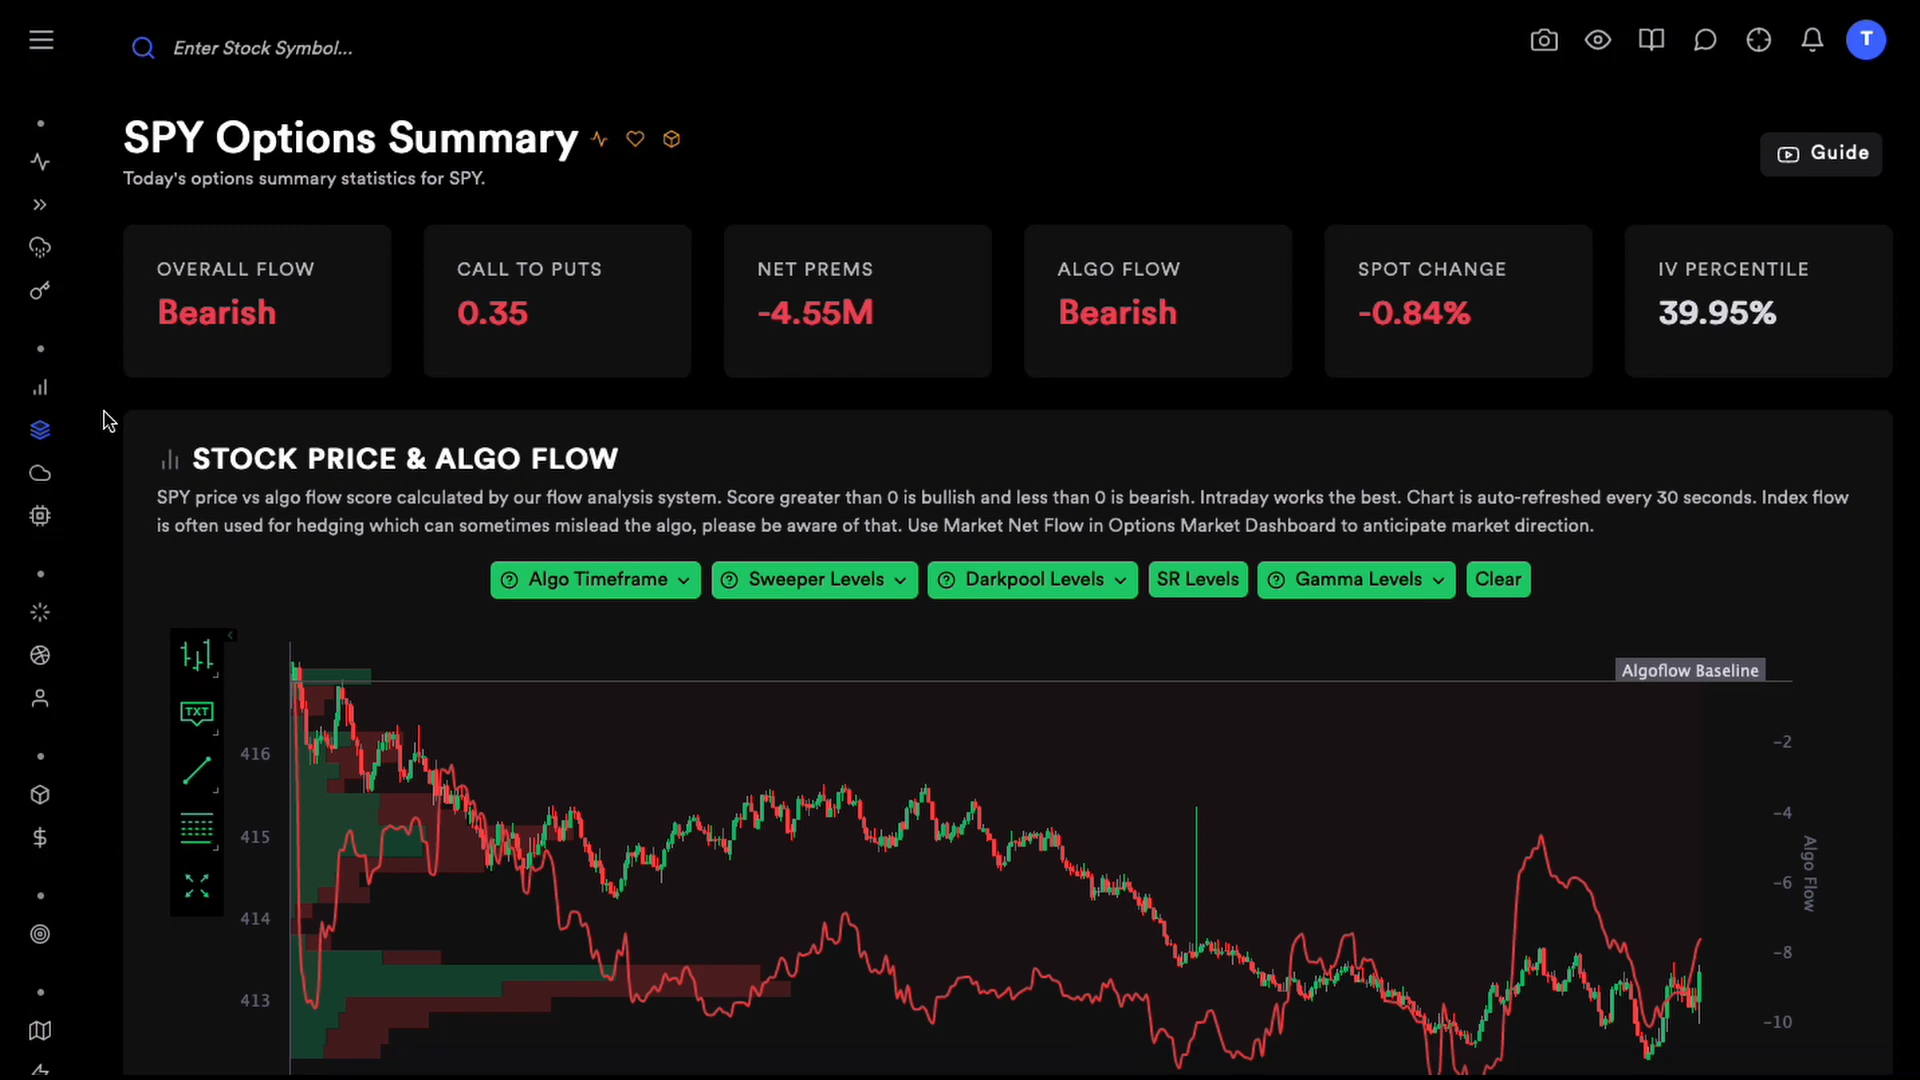 Enter Stock Symbol...
T
SPY Options Summary
Today's options summary statistics for SPY.
Guide
OVERALL FLOW
Bearish
CALL TO PUTS
0.35
NET PREMS
-4.55M
ALGO FLOW
Bearish
SPOT CHANGE
-0.84%
IV PERCENTILE
39.95%
STOCK PRICE & ALGO FLOW
SPY price vs algo flow score calculated by our flow analysis system. Score greater than 0 is bullish and less than 0 is bearish. Intraday works the best. Chart is auto-refreshed every 30 seconds. Index flow
is often used for hedging which can sometimes mislead the algo, please be aware of that. Use Market Net Flow in Options Market Dashboard to anticipate market direction.
Algo Timeframe
Sweeper Levels
Darkpool Levels
SR Levels
Gamma Levels
Clear
Algoflow Baseline
TXT
416
415
414
413
-2
-4
-6
-8
-10
Algo Flow